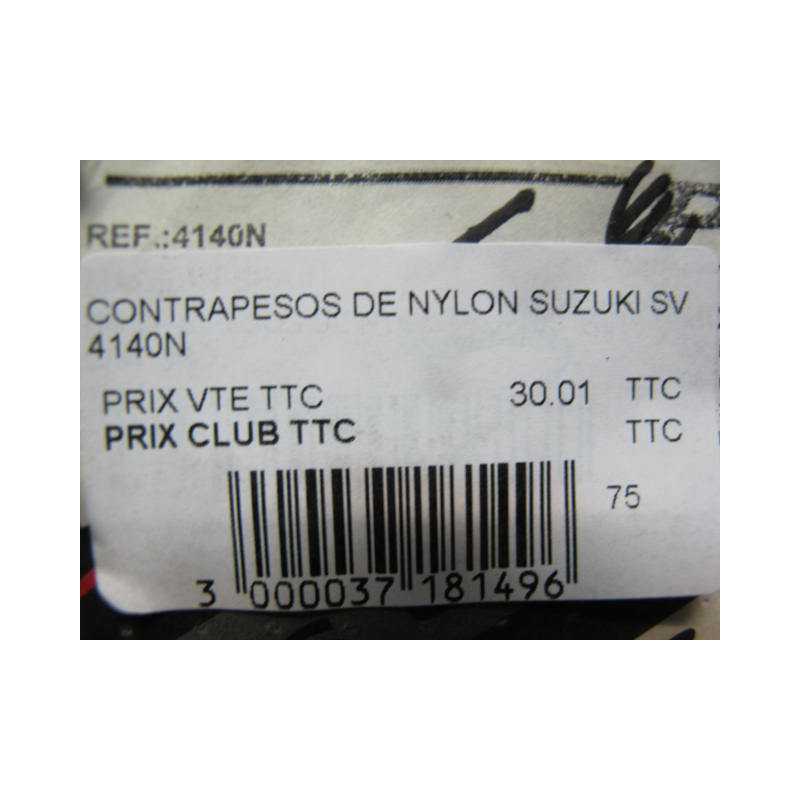 REF.:4140N
CONTRAPESOS DE NYLON SUZUKI SV
4140N
PRIX VTE TTC 30.01 TTC
PRIX CLUB TTC TTC
75
3 000037 181496